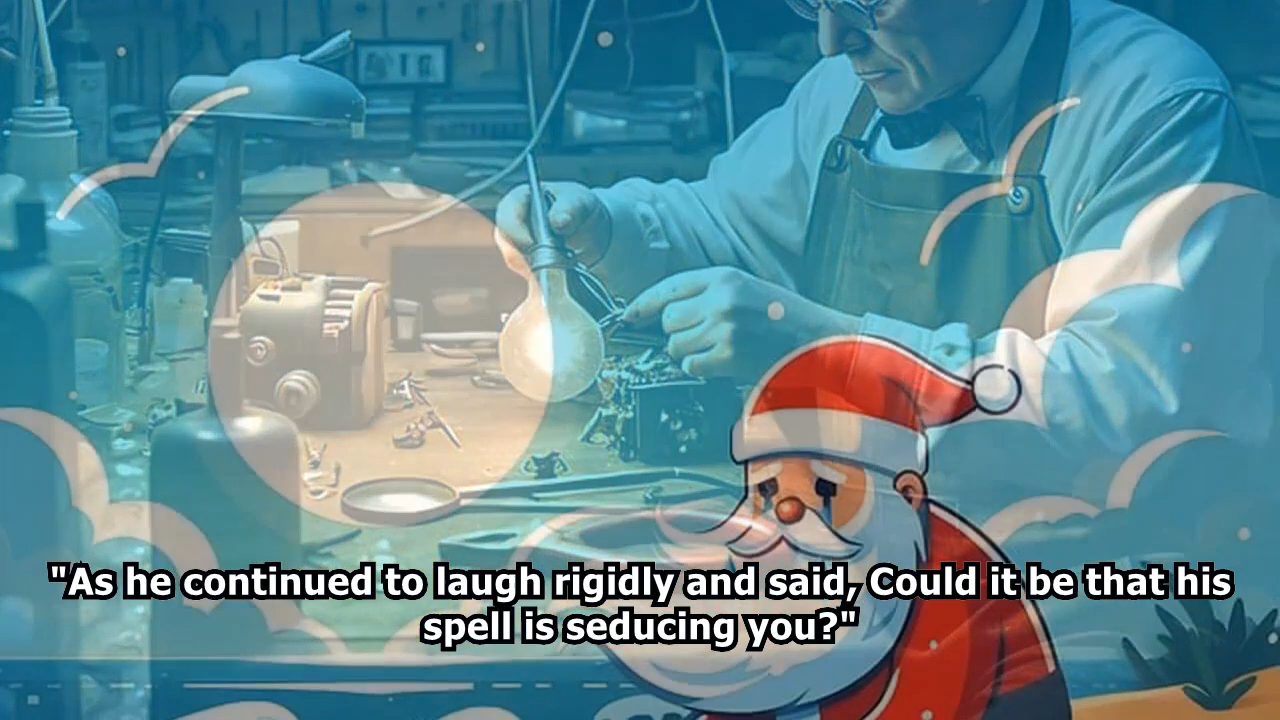 "As he continued to laugh rigidly and said, Could it be that his
spell is seducing you?"